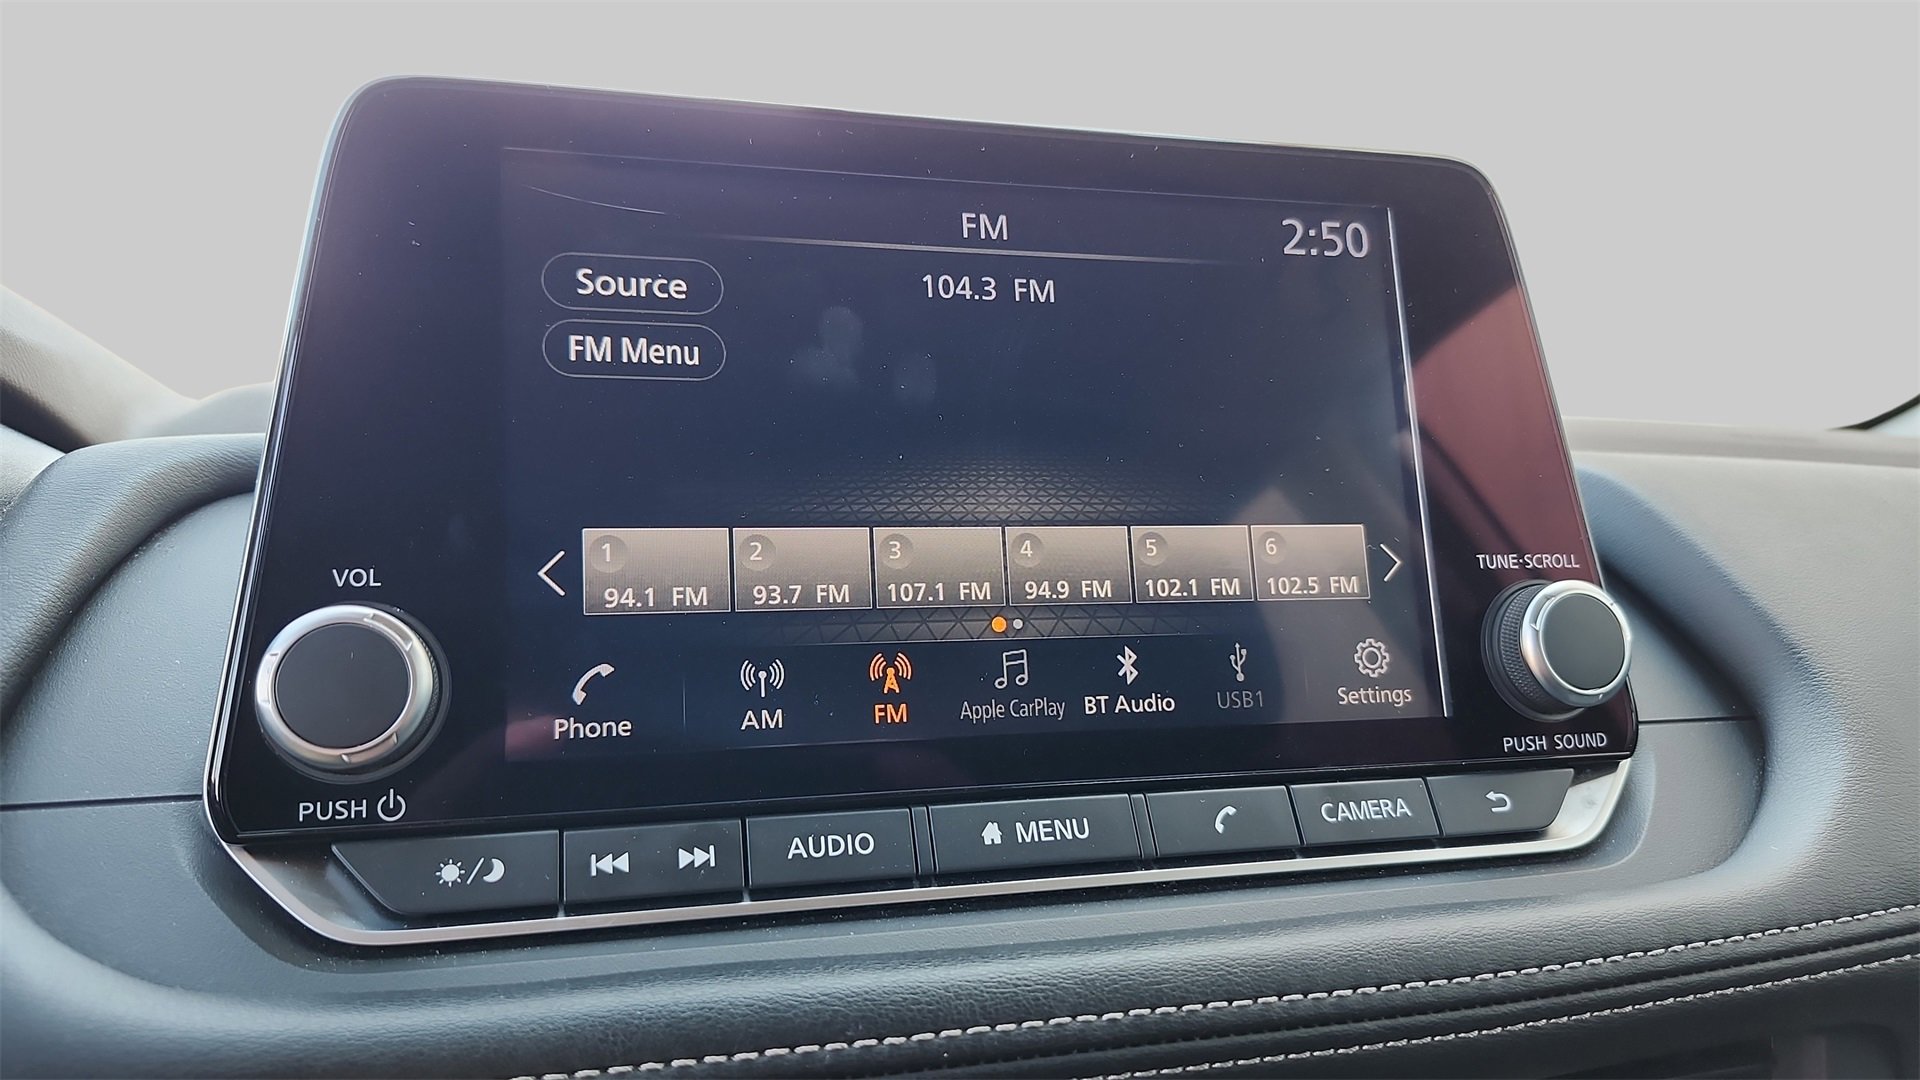 FM
2:50
Source
104.3 FM
FM Menu
1 2 3 4 5 6
94.1 FM 93.7 FM 107.1 FM 94.9 FM 102.1 FM 102.5 FM
VOL
TUNE·SCROLL
Phone AM FM Apple CarPlay BT Audio USB1 Settings
PUSH
PUSH SOUND
AUDIO MENU CAMERA